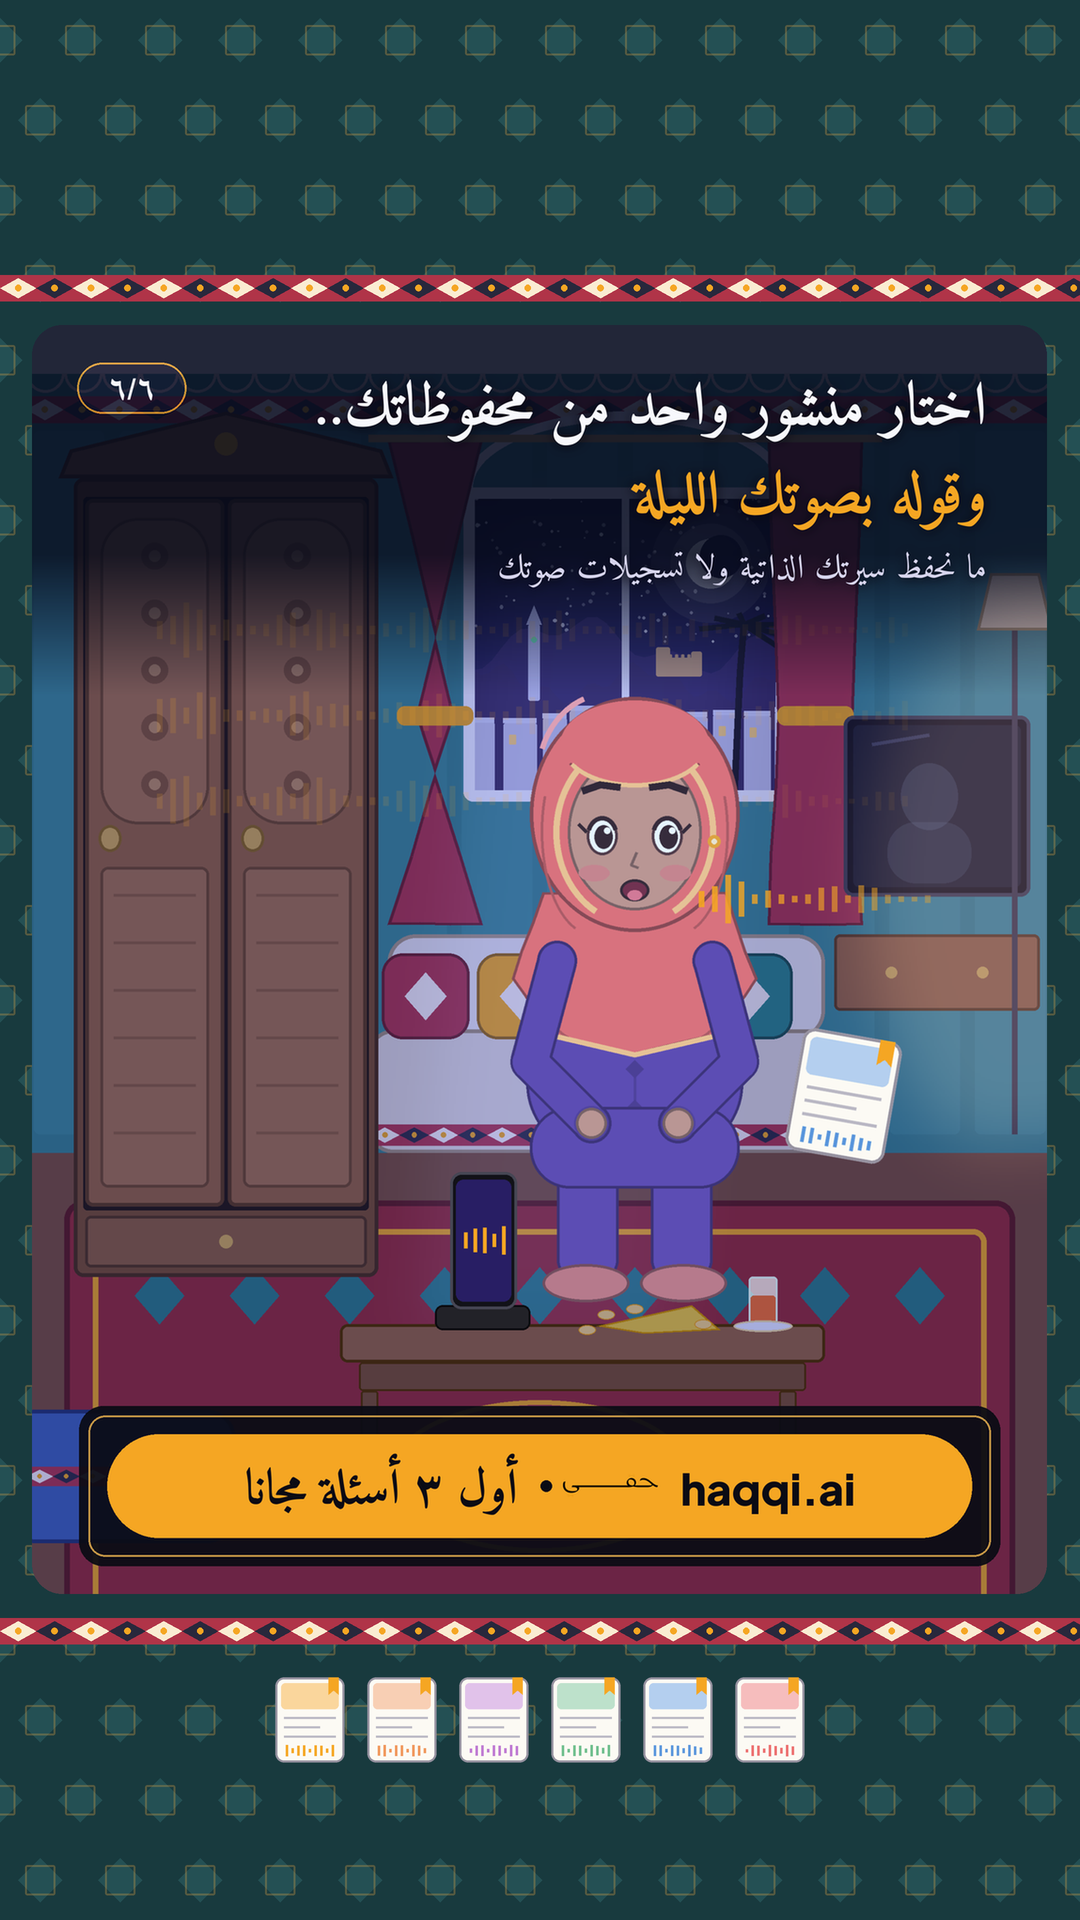 ٦/٦
اختار منشور واحد من محفوظاتك..
وقوله بصوتك الليلة
ما نحفظ سيرتك الذاتية ولا تسجيلات صوتك
haqqi.ai حقـــي • أول ٣ أسئلة مجانا